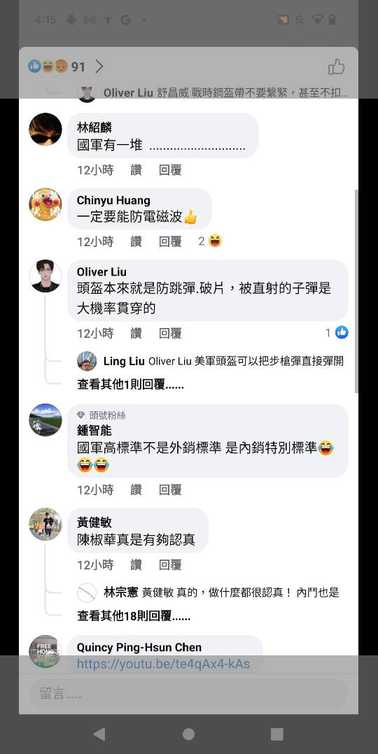 4:15
91
Oliver Liu 舒昌威 戰時鋼盔帶不要繫緊，甚至不扣...
林紹麟
國軍有一堆 ............................
12小時 讚 回覆
Chinyu Huang
一定要能防電磁波👍
12小時 讚 回覆 2 😆
Oliver Liu
頭盔本來就是防跳彈.破片，被直射的子彈是
大機率貫穿的
12小時 讚 回覆 1
Ling Liu Oliver Liu 美軍頭盔可以把步槍彈直接彈開
查看其他1則回覆......
頭號粉絲
鍾智能
國軍高標準不是外銷標準 是內銷特別標準😂
😂😂
12小時 讚 回覆
黃健敏
陳椒華真是有夠認真
12小時 讚 回覆
林宗憲 黃健敏 真的，做什麼都很認真！ 內鬥也是
查看其他18則回覆......
Quincy Ping-Hsun Chen
https://youtu.be/te4qAx4-kAs
留言.....